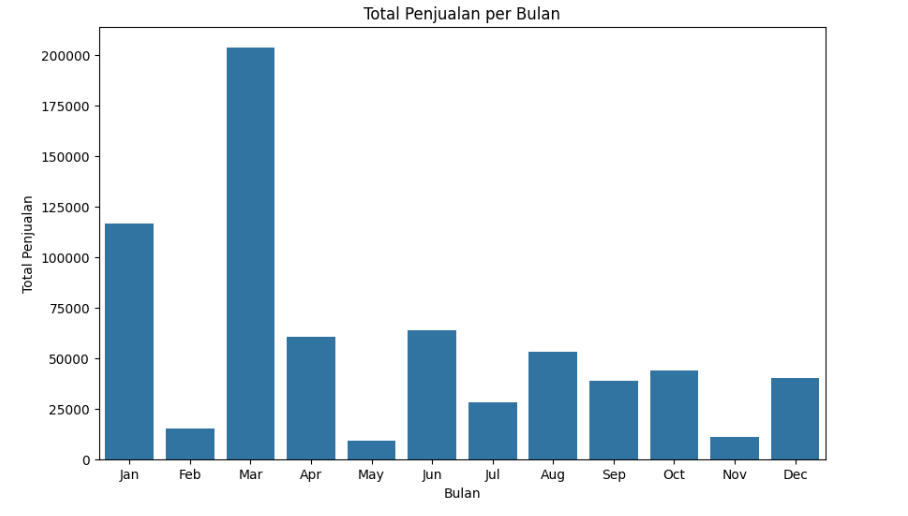 Total Penjualan per Bulan
Total Penjualan
200000
175000
150000
125000
100000
75000
50000
25000
0
Jan Feb Mar Apr May Jun Jul Aug Sep Oct Nov Dec
Bulan